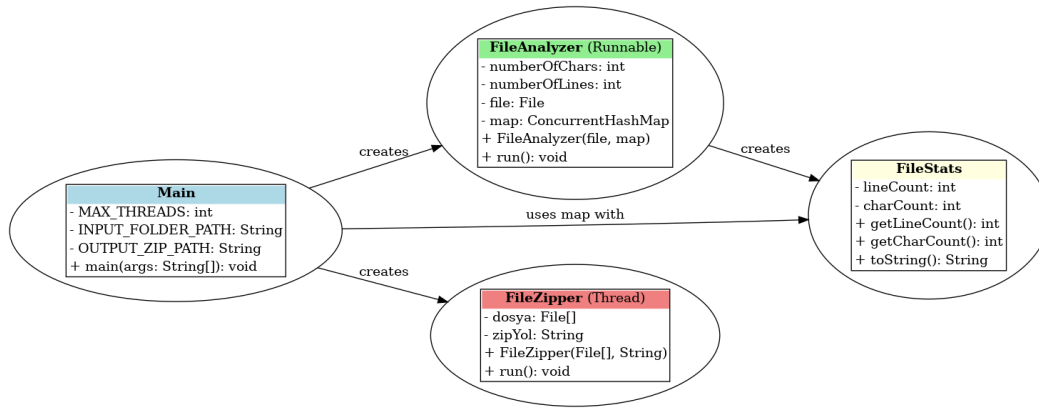 Main
- MAX_THREADS: int
- INPUT_FOLDER_PATH: String
- OUTPUT_ZIP_PATH: String
+ main(args: String[]): void
creates
uses map with
creates
FileAnalyzer (Runnable)
- numberOfChars: int
- numberOfLines: int
- file: File
- map: ConcurrentHashMap
+ FileAnalyzer(file, map)
+ run(): void
creates
FileZipper (Thread)
- dosya: File[]
- zipYol: String
+ FileZipper(File[], String)
+ run(): void
FileStats
- lineCount: int
- charCount: int
+ getLineCount(): int
+ getCharCount(): int
+ toString(): String